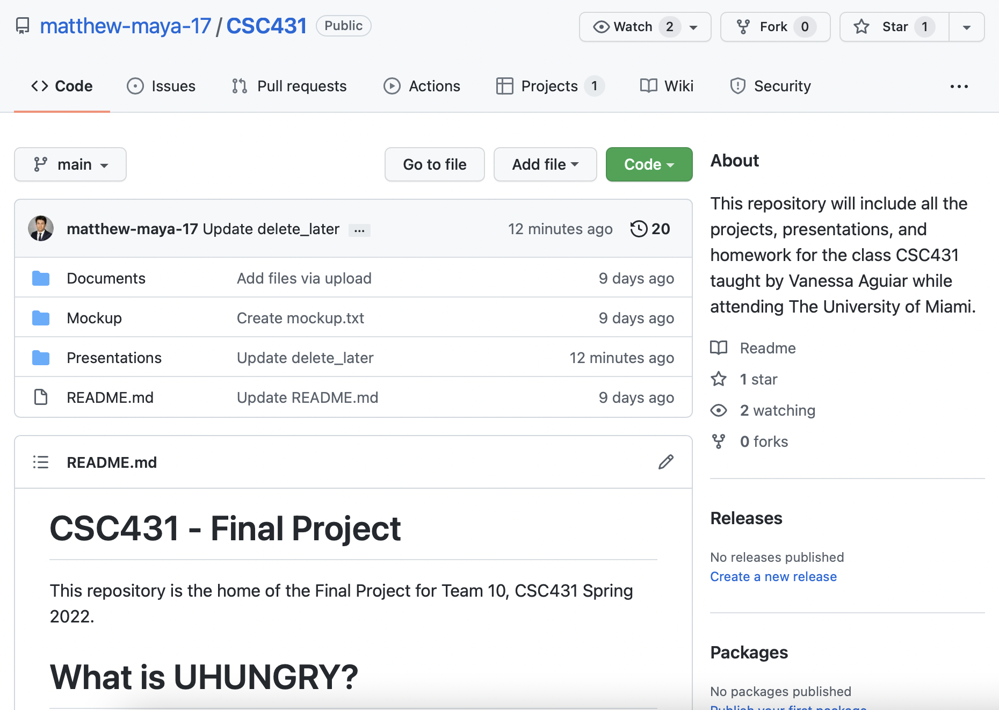 matthew-maya-17 / CSC431 Public
Watch 2
Fork 0
Star 1
Code
Issues
Pull requests
Actions
Projects 1
Wiki
Security
main
Go to file
Add file
Code
matthew-maya-17 Update delete_later ... 12 minutes ago 20
Documents Add files via upload 9 days ago
Mockup Create mockup.txt 9 days ago
Presentations Update delete_later 12 minutes ago
README.md Update README.md 9 days ago
README.md
CSC431 - Final Project
This repository is the home of the Final Project for Team 10, CSC431 Spring
2022.
What is UHUNGRY?
About
This repository will include all the
projects, presentations, and
homework for the class CSC431
taught by Vanessa Aguiar while
attending The University of Miami.
Readme
1 star
2 watching
0 forks
Releases
No releases published
Create a new release
Packages
No packages published
Publish your first package